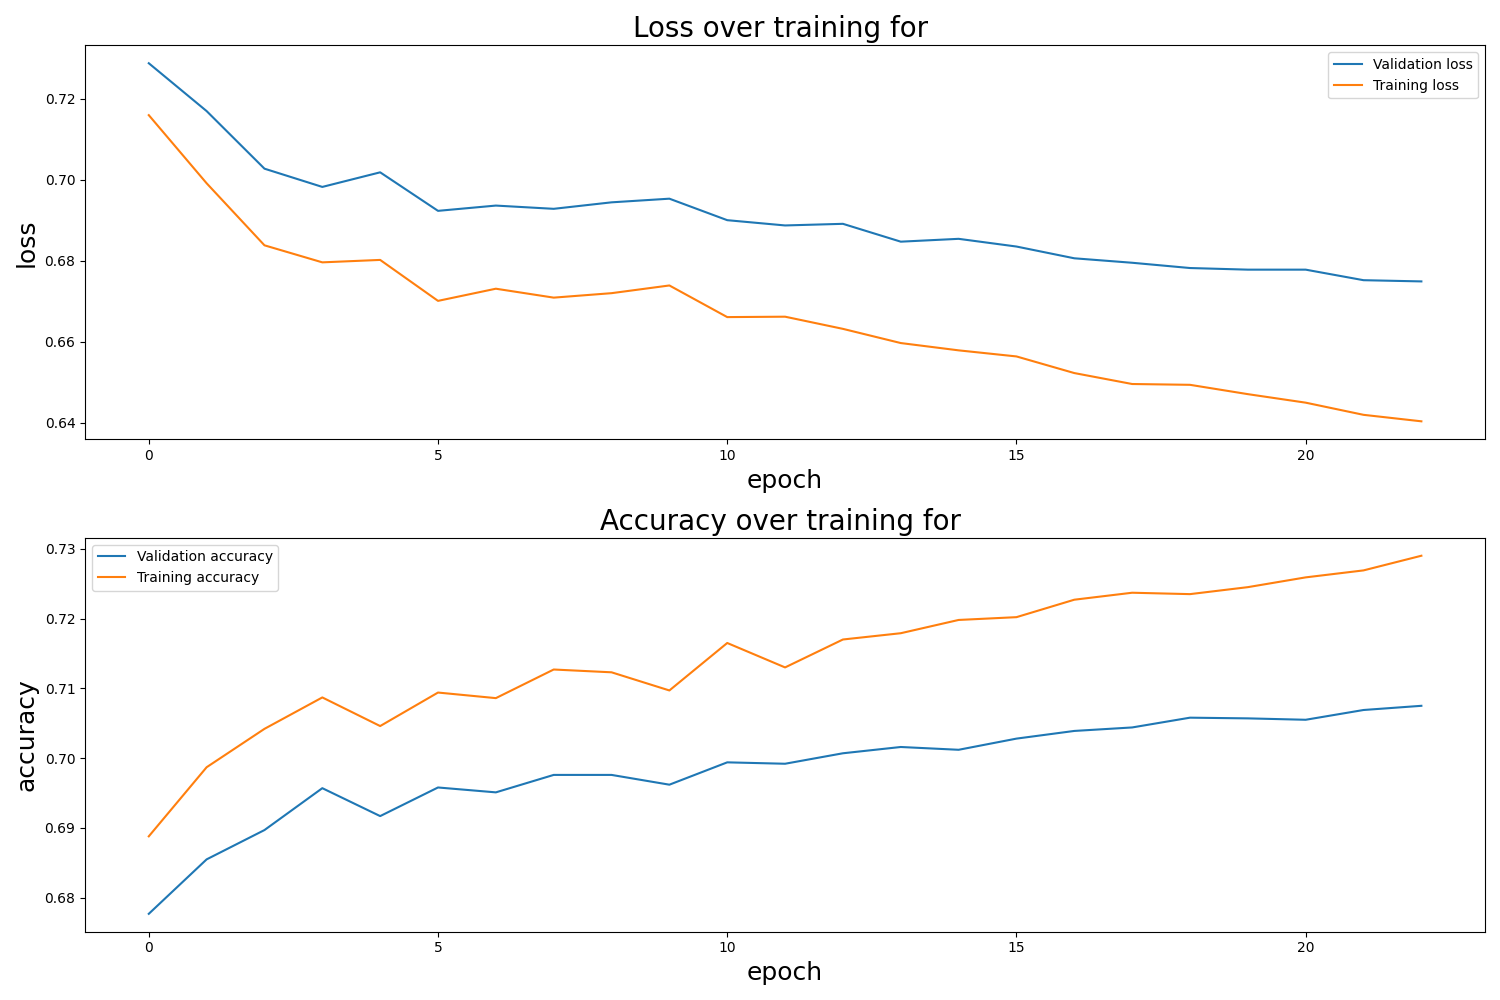 Loss over training for
Validation loss
Training loss
0.72
0.70
0.68
0.66
0.64
loss
0 5 10 15 20
epoch
Accuracy over training for
Validation accuracy
Training accuracy
0.73
0.72
0.71
0.70
0.69
0.68
accuracy
0 5 10 15 20
epoch